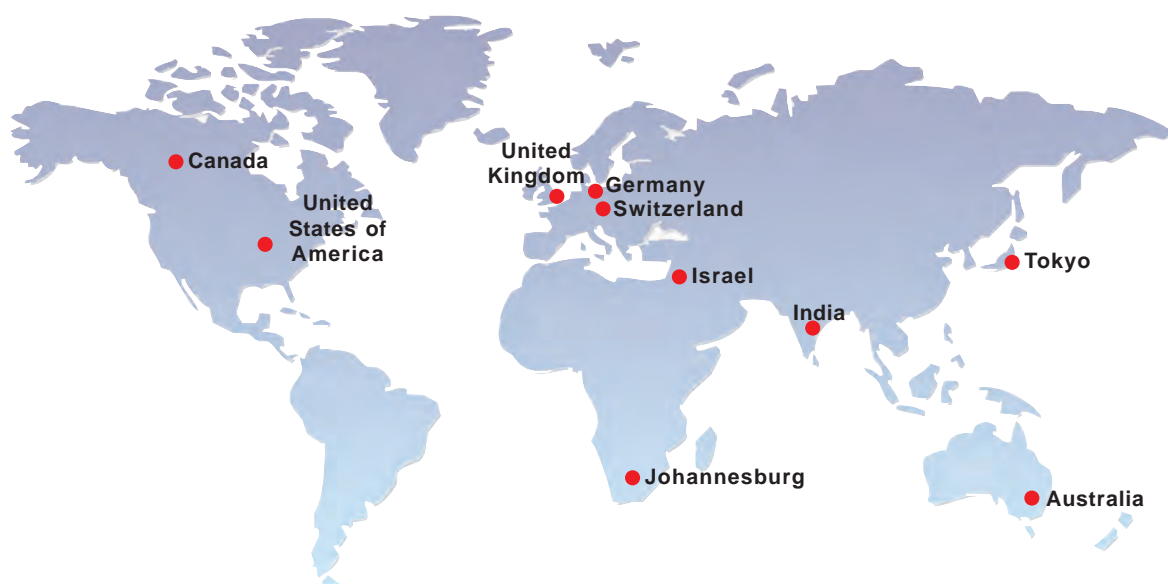 Canada
United
States of
America
United
Kingdom
Germany
Switzerland
Israel
India
Tokyo
Johannesburg
Australia